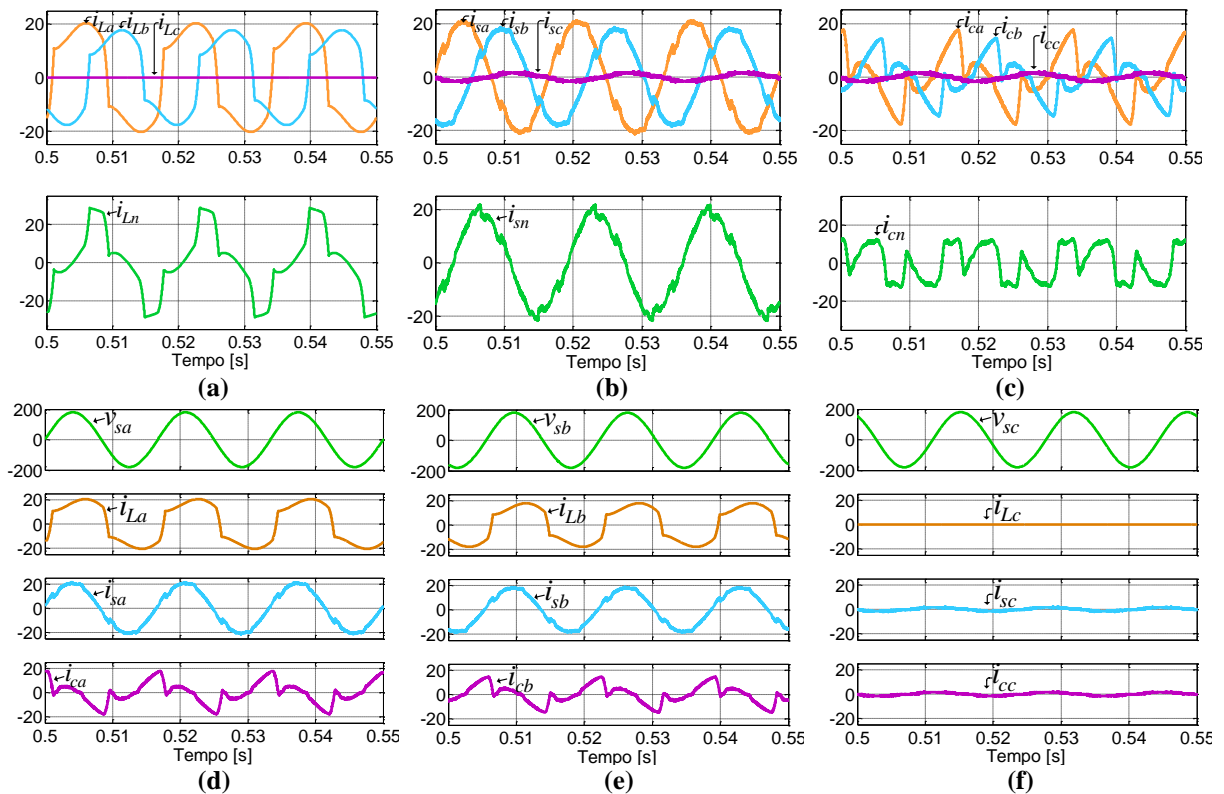 i_La i_Lb i_Lc
20
0
-20
0.5 0.51 0.52 0.53 0.54 0.55
i_Ln
20
0
-20
0.5 0.51 0.52 0.53 0.54 0.55
Tempo [s]
(a)
i_sa i_sb i_sc
20
0
-20
0.5 0.51 0.52 0.53 0.54 0.55
i_sn
20
0
-20
0.5 0.51 0.52 0.53 0.54 0.55
Tempo [s]
(b)
i_ca i_cb i_cc
20
0
-20
0.5 0.51 0.52 0.53 0.54 0.55
i_cn
20
0
-20
0.5 0.51 0.52 0.53 0.54 0.55
Tempo [s]
(c)
200
v_sa
0
-200
20
i_La
0
-20
20
i_sa
0
-20
20
i_ca
0
-20
0.5 0.51 0.52 0.53 0.54 0.55
Tempo [s]
(d)
200
v_sb
0
-200
20
i_Lb
0
-20
20
i_sb
0
-20
20
i_cb
0
-20
0.5 0.51 0.52 0.53 0.54 0.55
Tempo [s]
(e)
200
v_sc
0
-200
20
i_Lc
0
-20
20
i_sc
0
-20
20
i_cc
0
-20
0.5 0.51 0.52 0.53 0.54 0.55
Tempo [s]
(f)